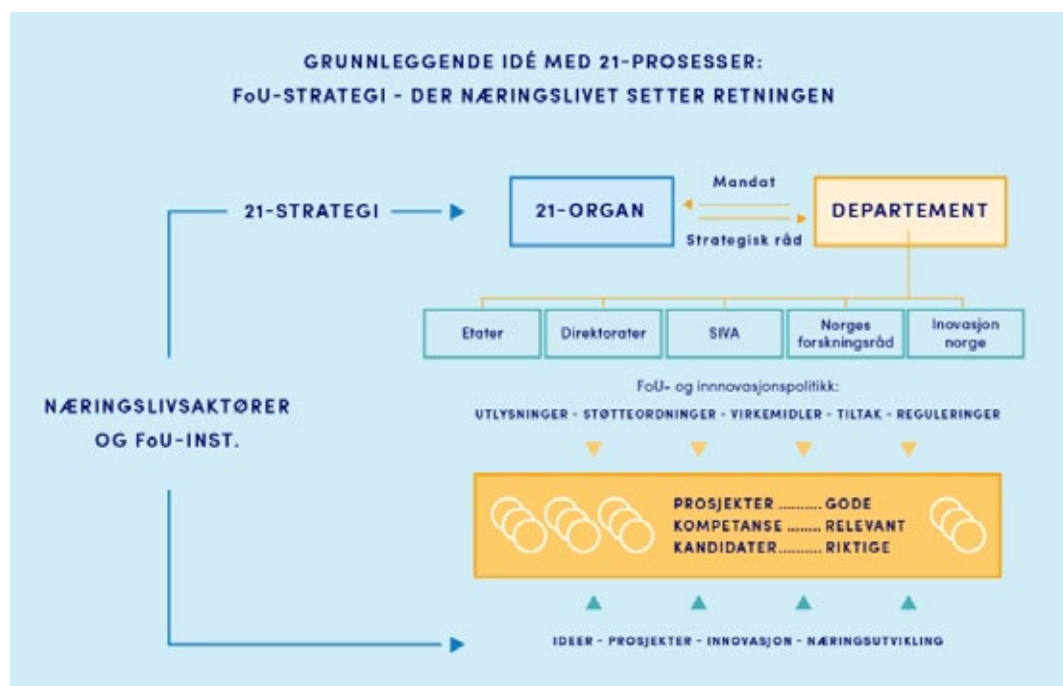 GRUNNLEGGENDE IDÉ MED 21-PROSESSER:
FoU-STRATEGI - DER NÆRINGSLIVET SETTER RETNINGEN
21-STRATEGI
21-ORGAN
Mandat
Strategisk råd
DEPARTEMENT
Etater
Direktorater
SIVA
Norges
forskningsråd
Inovasjon
norge
NÆRINGSLIVSAKTØRER
OG FoU-INST.
FoU- og innnovasjonspolitikk:
UTLYSNINGER - STØTTEORDNINGER - VIRKEMIDLER - TILTAK - REGULERINGER
PROSJEKTER .......... GODE
KOMPETANSE ........ RELEVANT
KANDIDATER .......... RIKTIGE
IDEER - PROSJEKTER - INNOVASJON - NÆRINGSUTVIKLING